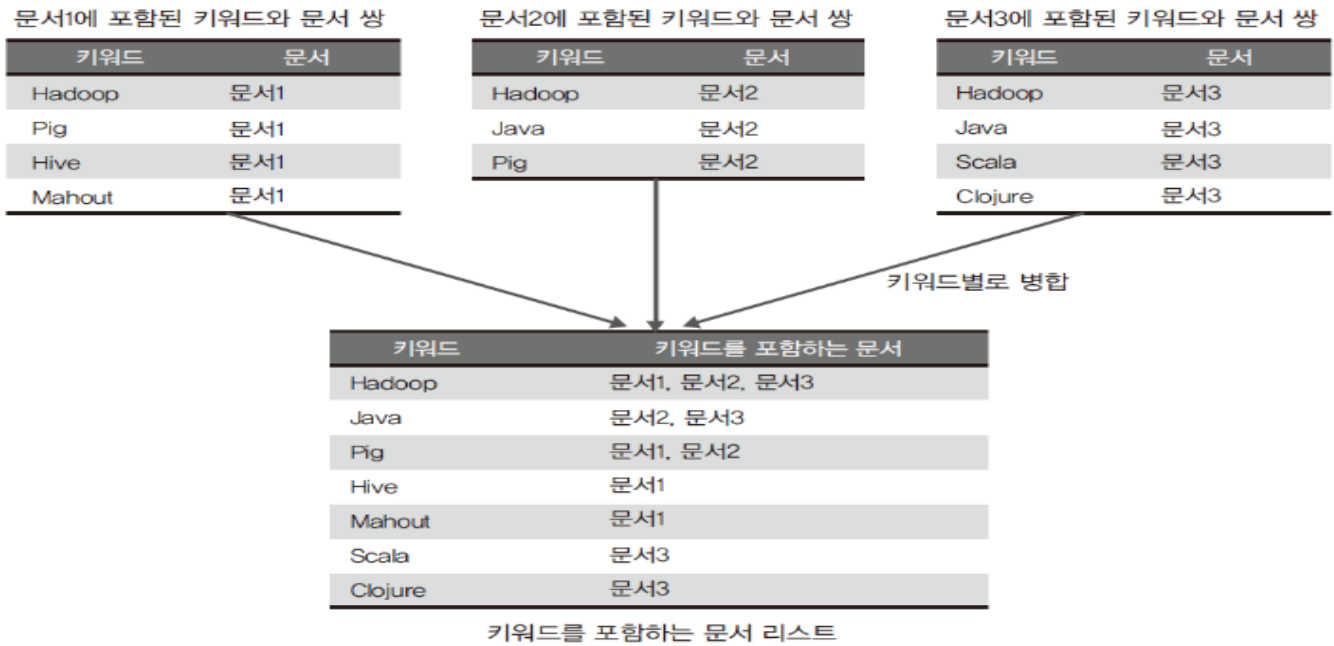 문서1에 포함된 키워드와 문서 쌍
키워드 문서
Hadoop 문서1
Pig 문서1
Hive 문서1
Mahout 문서1
문서2에 포함된 키워드와 문서 쌍
키워드 문서
Hadoop 문서2
Java 문서2
Pig 문서2
문서3에 포함된 키워드와 문서 쌍
키워드 문서
Hadoop 문서3
Java 문서3
Scala 문서3
Clojure 문서3
키워드별로 병합
키워드 키워드를 포함하는 문서
Hadoop 문서1, 문서2, 문서3
Java 문서2, 문서3
Pig 문서1, 문서2
Hive 문서1
Mahout 문서1
Scala 문서3
Clojure 문서3
키워드를 포함하는 문서 리스트